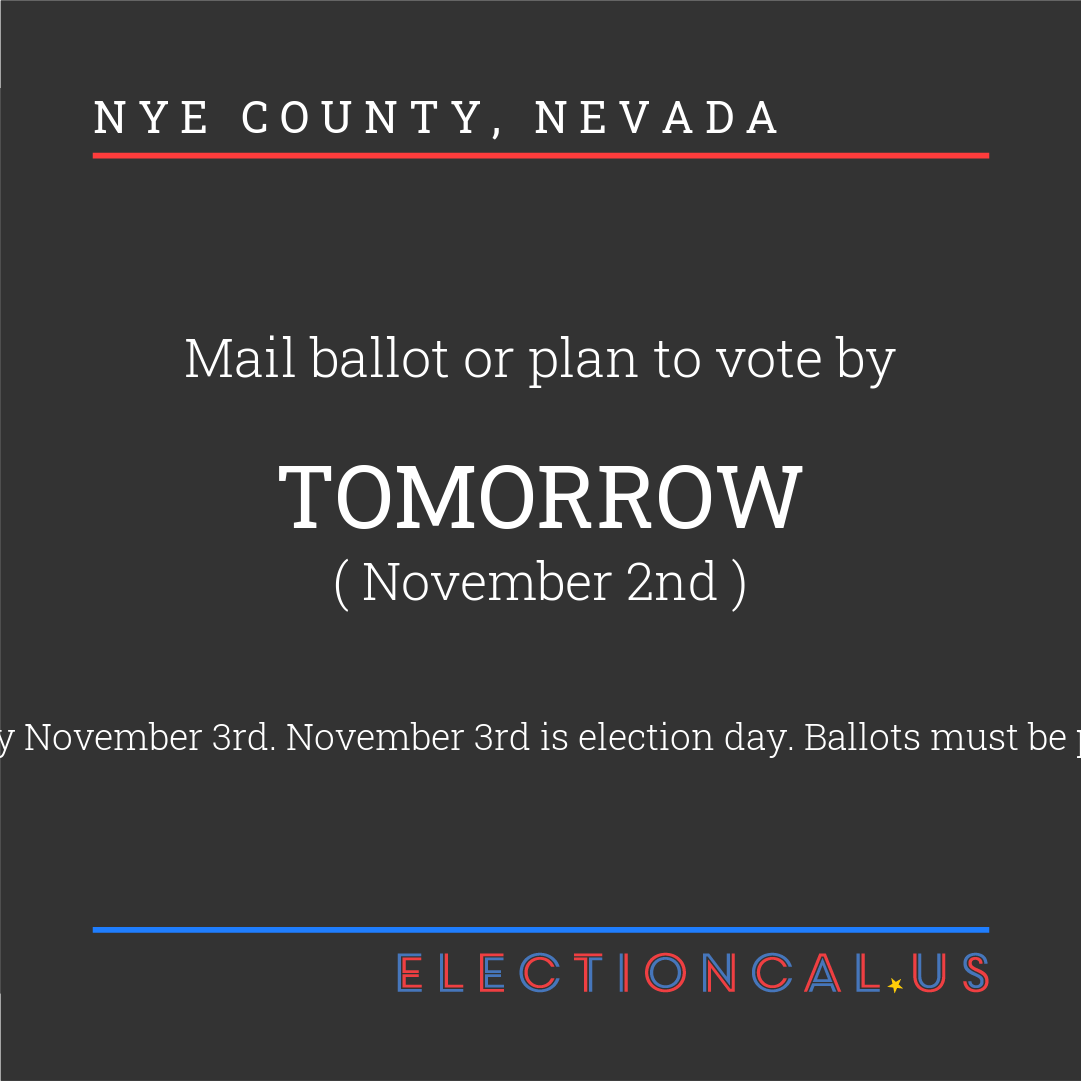 NYE COUNTY, NEVADA
Mail ballot or plan to vote by
TOMORROW
( November 2nd )
November 3rd. November 3rd is election day. Ballots must be
ELECTIONCAL.US